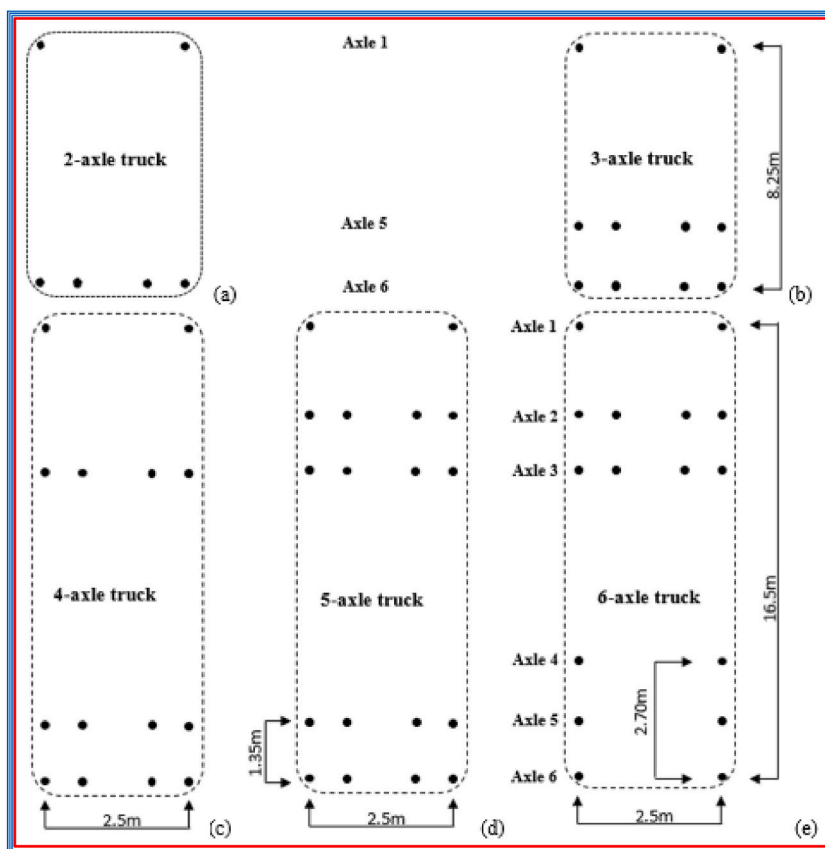 Axle 1
2-axle truck
3-axle truck
8.25m
Axle 5
Axle 6
(a)
(b)
Axle 1
Axle 2
Axle 3
4-axle truck
5-axle truck
6-axle truck
16.5m
Axle 4
2.70m
Axle 5
1.35m
Axle 6
2.5m
(c)
2.5m
(d)
2.5m
(e)